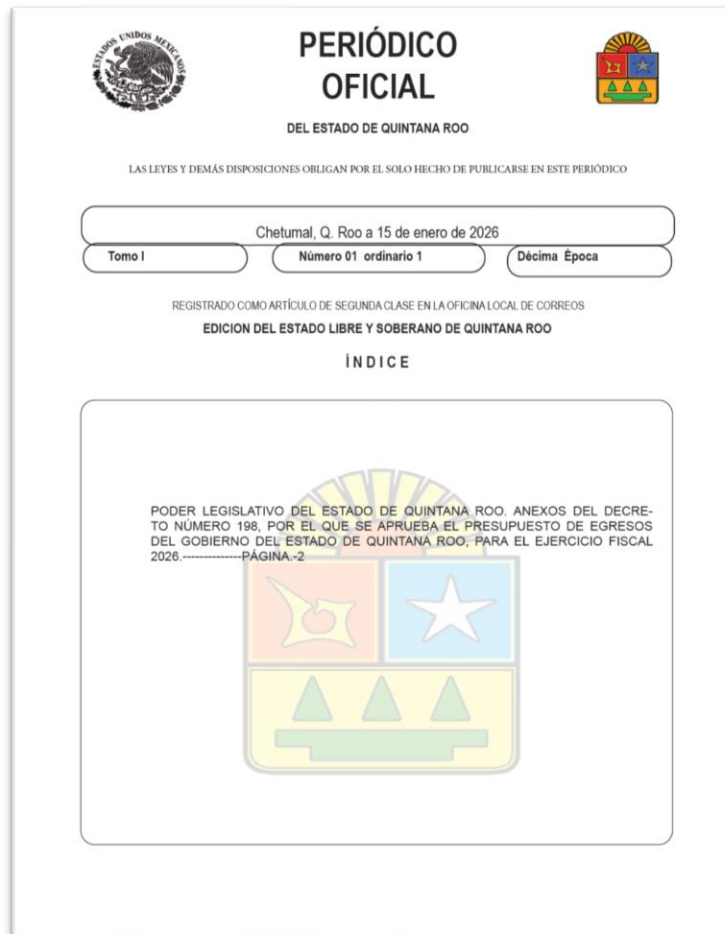 ESTADOS UNIDOS MEXICANOS
PERIÓDICO
OFICIAL
DEL ESTADO DE QUINTANA ROO
LAS LEYES Y DEMÁS DISPOSICIONES OBLIGAN POR EL SOLO HECHO DE PUBLICARSE EN ESTE PERIÓDICO
Chetumal, Q. Roo a 15 de enero de 2026
Tomo I Número 01 ordinario 1 Décima Época
REGISTRADO COMO ARTÍCULO DE SEGUNDA CLASE EN LA OFICINA LOCAL DE CORREOS
EDICION DEL ESTADO LIBRE Y SOBERANO DE QUINTANA ROO
ÍNDICE
PODER LEGISLATIVO DEL ESTADO DE QUINTANA ROO. ANEXOS DEL DECRE-
TO NÚMERO 198, POR EL QUE SE APRUEBA EL PRESUPUESTO DE EGRESOS
DEL GOBIERNO DEL ESTADO DE QUINTANA ROO, PARA EL EJERCICIO FISCAL
2026.--------------PÁGINA.-2